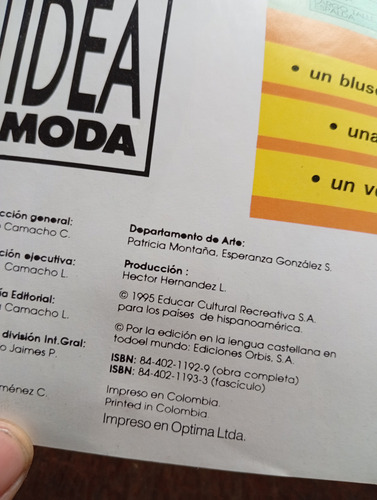 IDEA
MODA
• un
• una
• un
cción general:
Camacho C.
ción ejecutiva:
Camacho L.
ía Editorial:
Camacho L.
división Int.Gral:
o Jaimes P.
ménez C.
Departamento de Arte:
Patricia Montaña, Esperanza González S.
Producción :
Hector Hernandez L.
© 1995 Educar Cultural Recreativa S.A.
para los países de hispanoamérica.
© Por la edición en la lengua castellana en
todoel mundo: Ediciones Orbis, S.A.
ISBN: 84-402-1192-9 (obra completa)
ISBN: 84-402-1193-3 (fascículo)
Impreso en Colombia.
Printed in Colombia.
Impreso en Optima Ltda.